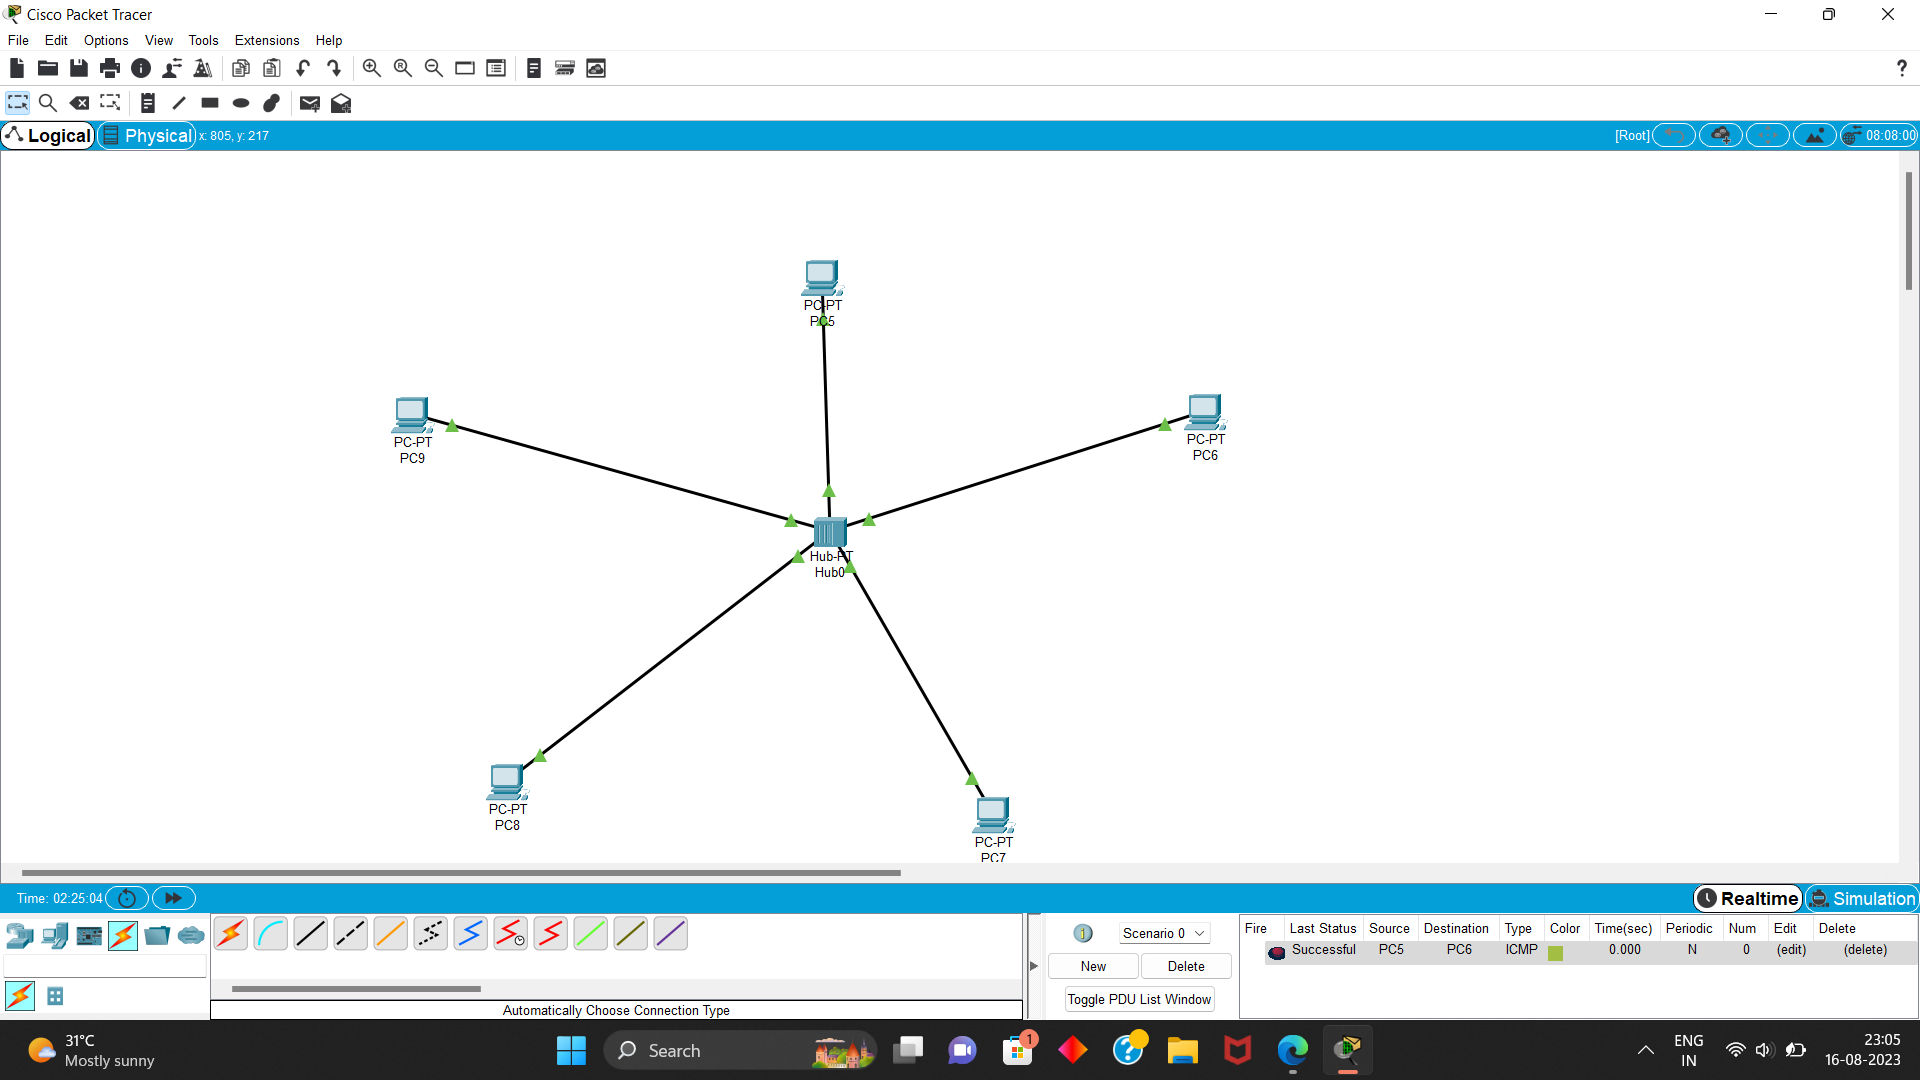 Cisco Packet Tracer
File Edit Options View Tools Extensions Help
?
Logical Physical x: 805, y: 217 [Root] 08:08:00
PC-PT
PC5
PC-PT
PC9
PC-PT
PC6
Hub-PT
Hub0
PC-PT
PC8
PC-PT
PC7
Time: 02:25:04 Realtime Simulation
Scenario 0
New Delete
Toggle PDU List Window
Fire Last Status Source Destination Type Color Time(sec) Periodic Num Edit Delete
Successful PC5 PC6 ICMP 0.000 N 0 (edit) (delete)
Automatically Choose Connection Type
31°C
Mostly sunny
Search
1
ENG
IN
23:05
16-08-2023